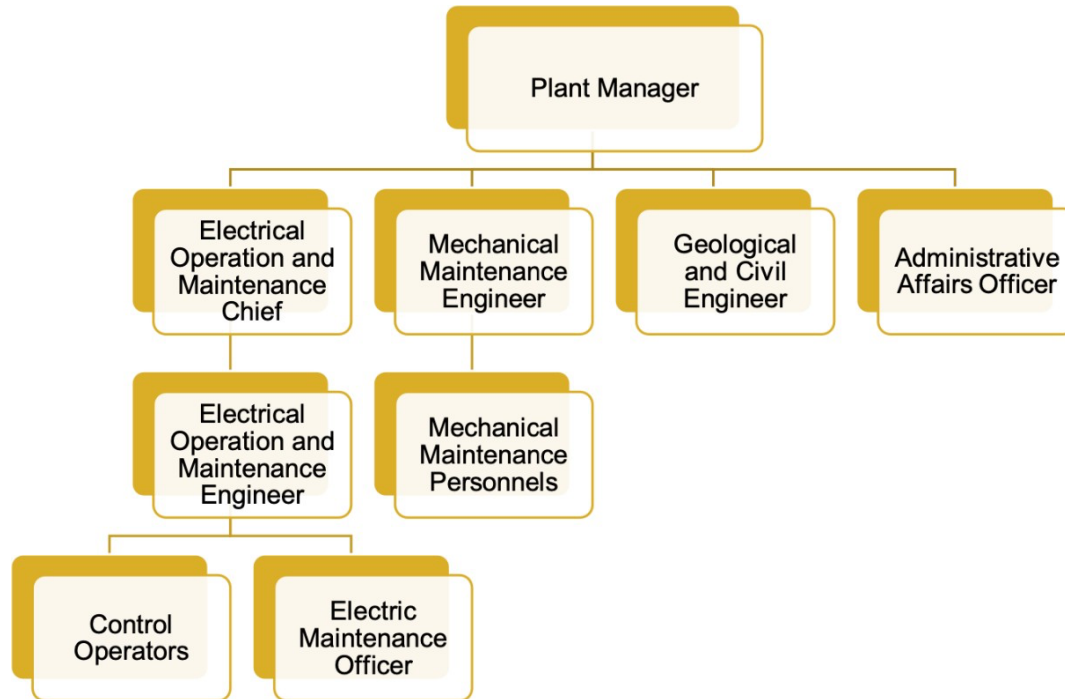 Plant Manager
Electrical
Operation and
Maintenance
Chief
Mechanical
Maintenance
Engineer
Geological
and Civil
Engineer
Administrative
Affairs Officer
Electrical
Operation and
Maintenance
Engineer
Mechanical
Maintenance
Personnels
Control
Operators
Electric
Maintenance
Officer